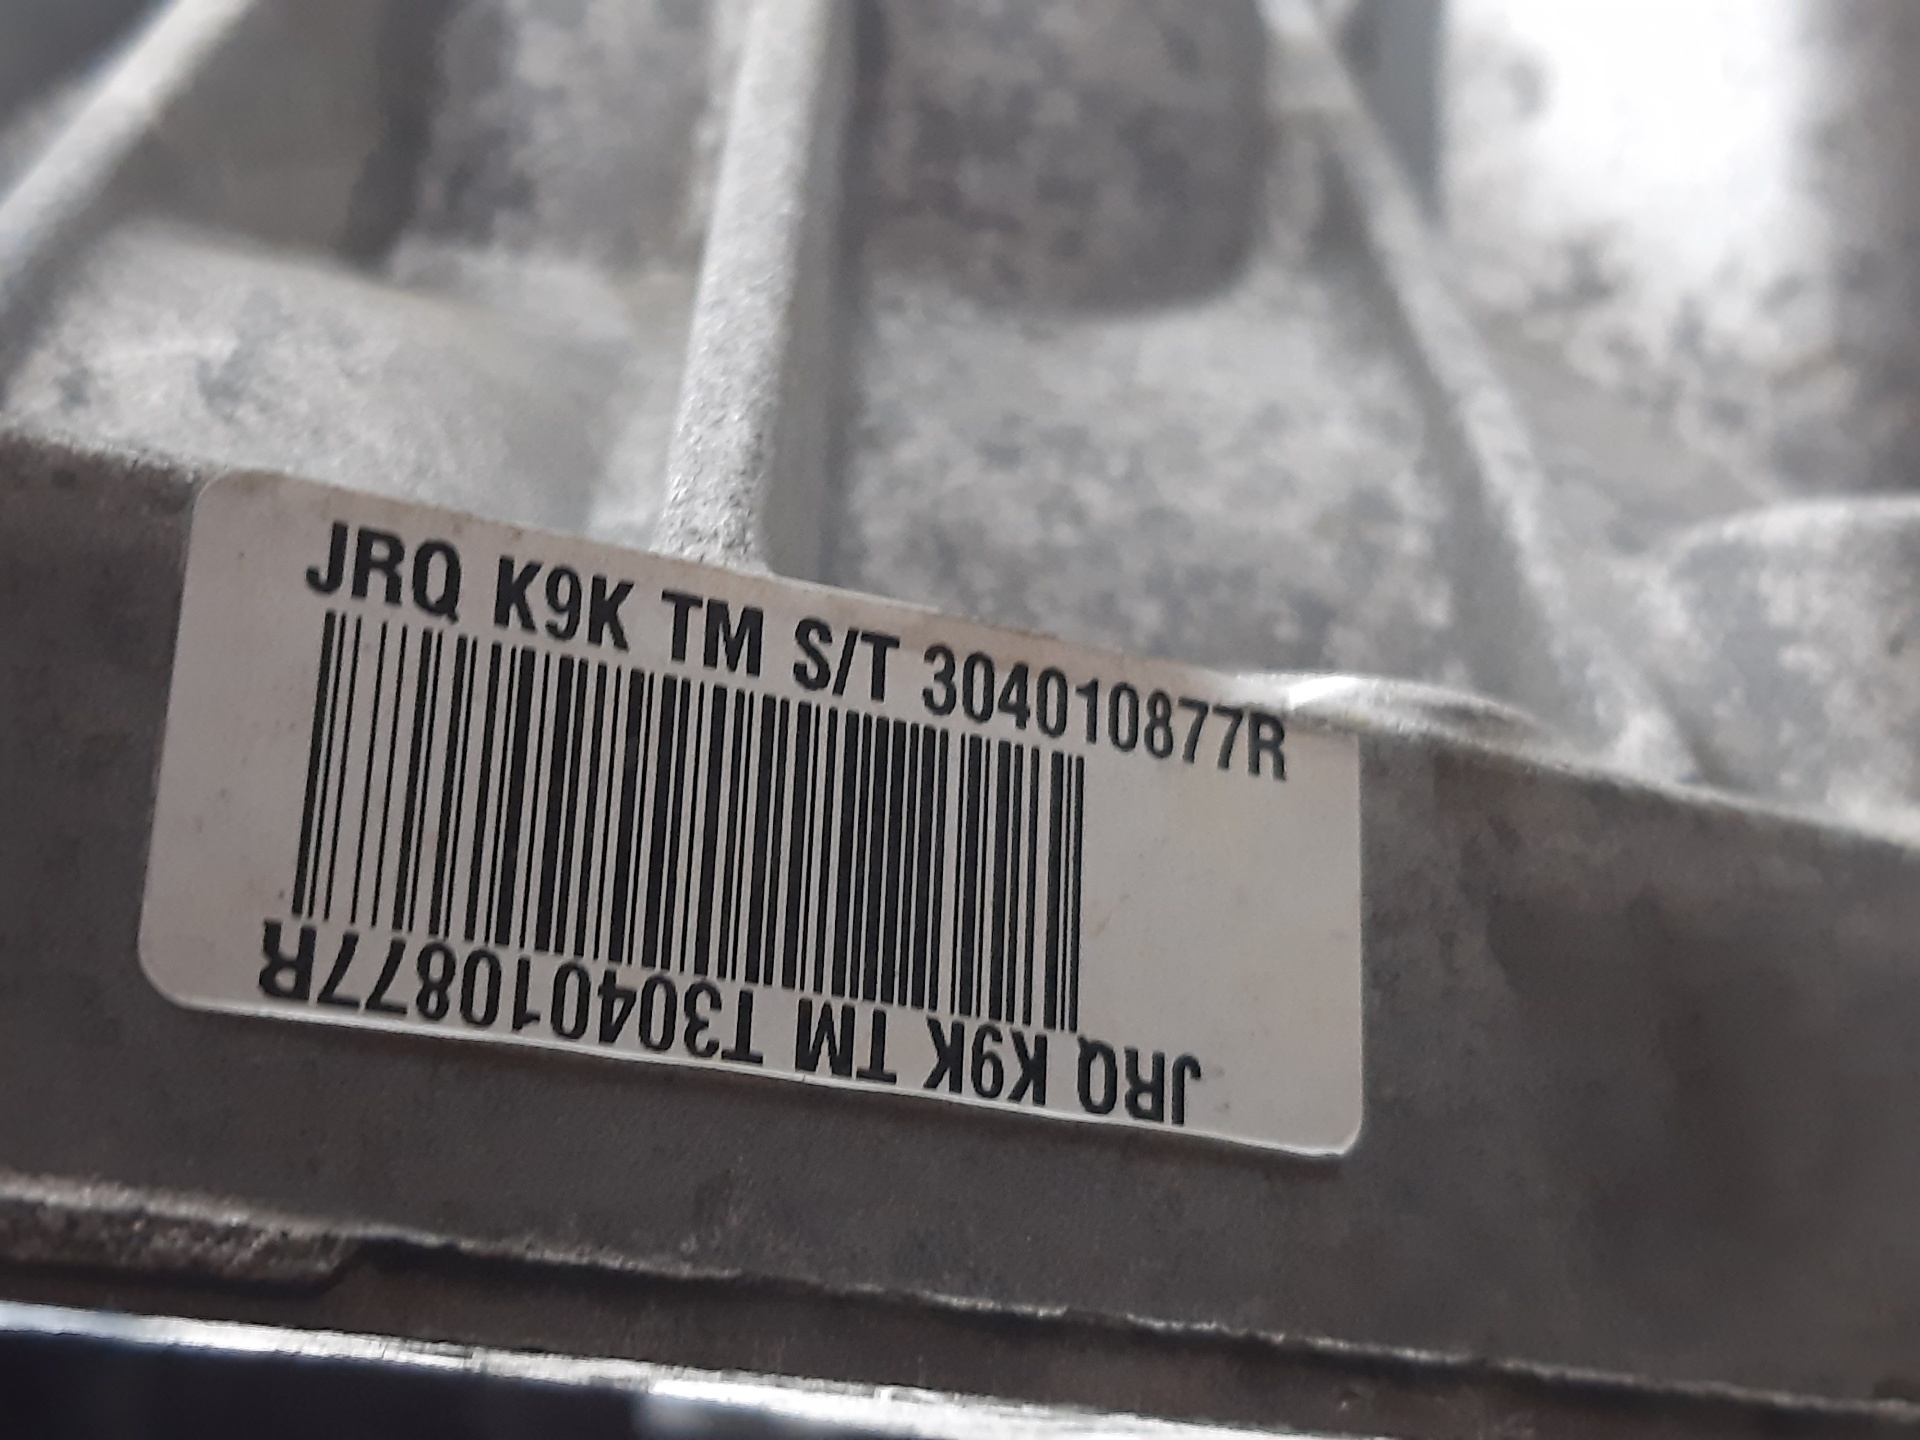 JRQ K9K TM S/T 304010877R
JRQ K9K TM T304010877R